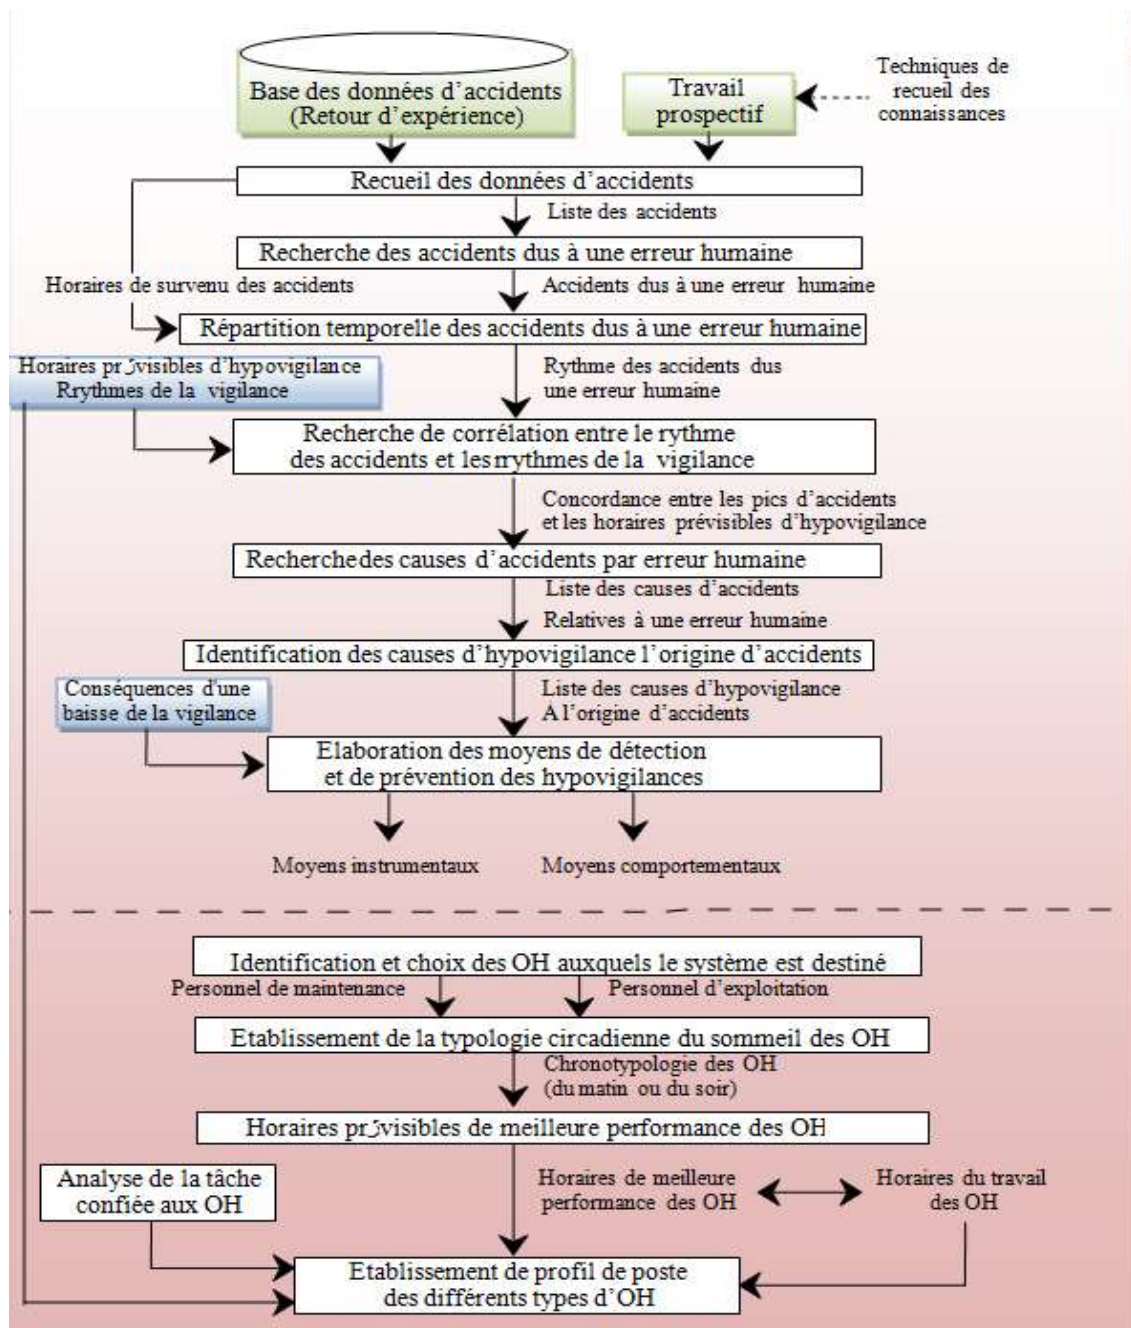 Base des données d'accidents
(Retour d'expérience)
Travail
prospectif
Techniques de
recueil des
connaissances
Recueil des données d'accidents
Liste des accidents
Recherche des accidents dus à une erreur humaine
Horaires de survenu des accidents
Accidents dus à une erreur humaine
Répartition temporelle des accidents dus à une erreur humaine
Horaires prévisibles d'hypovigilance
Rrythmes de la vigilance
Rythme des accidents dus
une erreur humaine
Recherche de corrélation entre le rythme
des accidents et les rrythmes de la vigilance
Concordance entre les pics d'accidents
et les horaires prévisibles d'hypovigilance
Recherche des causes d'accidents par erreur humaine
Liste des causes d'accidents
Relatives à une erreur humaine
Identification des causes d'hypovigilance l'origine d'accidents
Conséquences d'une
baisse de la vigilance
Liste des causes d'hypovigilance
A l'origine d'accidents
Elaboration des moyens de détection
et de prévention des hypovigilances
Moyens instrumentaux
Moyens comportementaux
Identification et choix des OH auxquels le système est destiné
Personnel de maintenance
Personnel d'exploitation
Etablissement de la typologie circadienne du sommeil des OH
Chronotypologie des OH
(du matin ou du soir)
Horaires prévisibles de meilleure performance des OH
Analyse de la tâche
confiée aux OH
Horaires de meilleure
performance des OH
Horaires du travail
des OH
Etablissement de profil de poste
des différents types d'OH